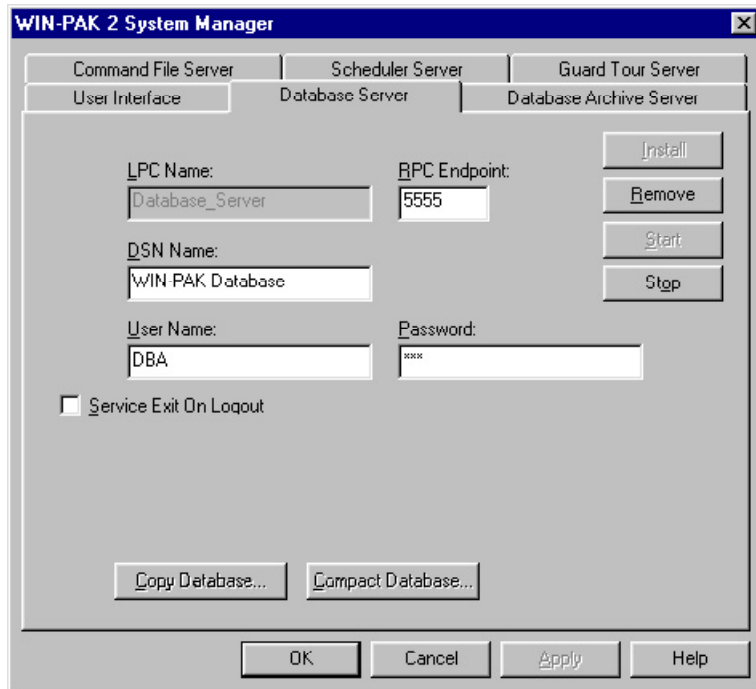 WIN-PAK 2 System Manager
Command File Server Scheduler Server Guard Tour Server
User Interface Database Server Database Archive Server
Install
LPC Name: RPC Endpoint:
Database_Server 5555 Remove
Start
DSN Name:
WIN-PAK Database Stop
User Name: Password:
DBA ***
Service Exit On Logout
Copy Database... Compact Database...
OK Cancel Apply Help